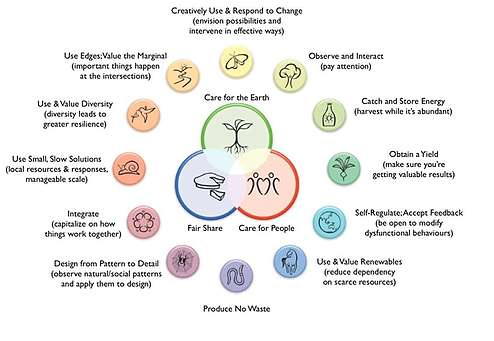 Creatively Use & Respond to Change
(envision possibilities and
intervene in effective ways)
Use Edges; Value the Marginal
(important things happen
at the intersections)
Observe and Interact
(pay attention)
Care for the Earth
Use & Value Diversity
(diversity leads to
greater resilience)
Catch and Store Energy
(harvest while it's abundant)
Use Small, Slow Solutions
(local resources & responses,
manageable scale)
Obtain a Yield
(make sure you're
getting valuable results)
Integrate
(capitalize on how
things work together)
Fair Share
Care for People
Self-Regulate; Accept Feedback
(be open to modify
dysfunctional behaviours)
Design from Pattern to Detail
(observe natural/social patterns
and apply them to design)
Use & Value Renewables
(reduce dependency
on scarce resources)
Produce No Waste